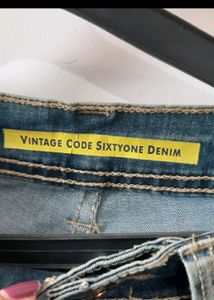 VINTAGE CODE SIXTYONE DENIM